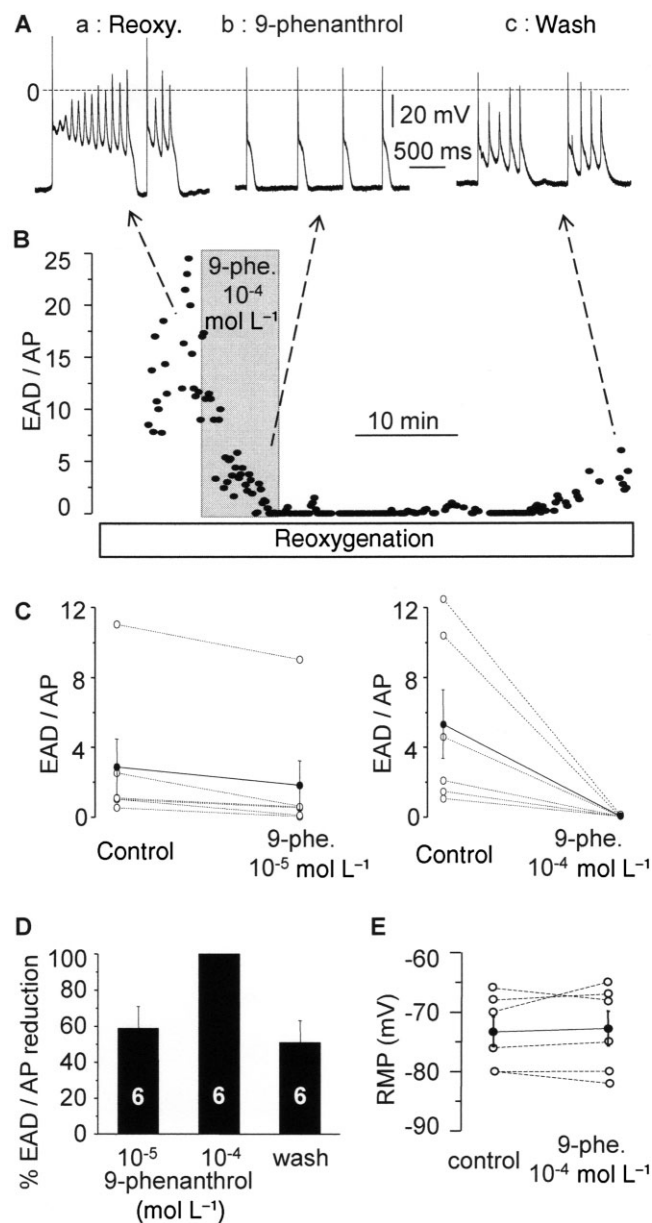 A
a : Reoxy.
b : 9-phenanthrol
c : Wash
0
20 mV
500 ms
B
9-phe.
10⁻⁴
mol L⁻¹
25
20
15
10
5
0
EAD / AP
10 min
Reoxygenation
C
12
8
4
0
EAD / AP
Control
9-phe.
10⁻⁵ mol L⁻¹
12
8
4
0
EAD / AP
Control
9-phe.
10⁻⁴ mol L⁻¹
D
100
80
60
40
20
0
% EAD / AP reduction
6
6
6
10⁻⁵
10⁻⁴
wash
9-phenanthrol
(mol L⁻¹)
E
-60
-70
-80
-90
RMP (mV)
control
9-phe.
10⁻⁴ mol L⁻¹